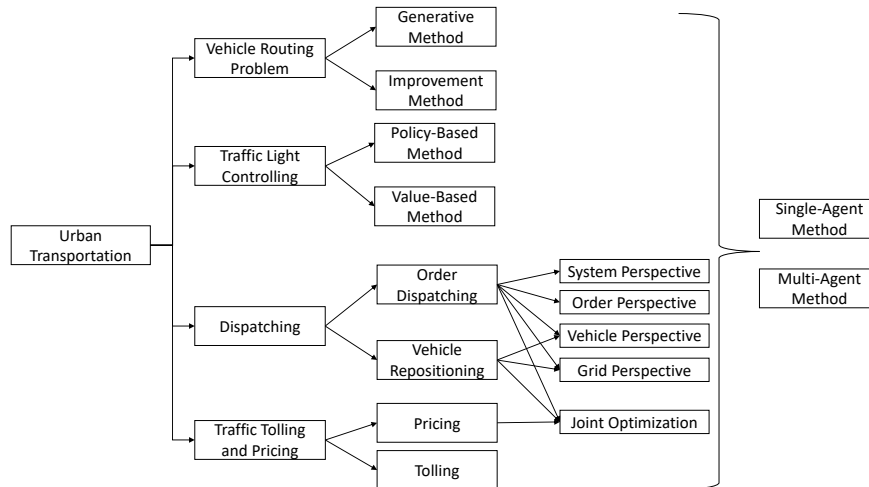 Urban
Transportation
Vehicle Routing
Problem
Traffic Light
Controlling
Dispatching
Traffic Tolling
and Pricing
Generative
Method
Improvement
Method
Policy-Based
Method
Value-Based
Method
Order
Dispatching
Vehicle
Repositioning
Pricing
Tolling
System Perspective
Order Perspective
Vehicle Perspective
Grid Perspective
Joint Optimization
Single-Agent
Method
Multi-Agent
Method